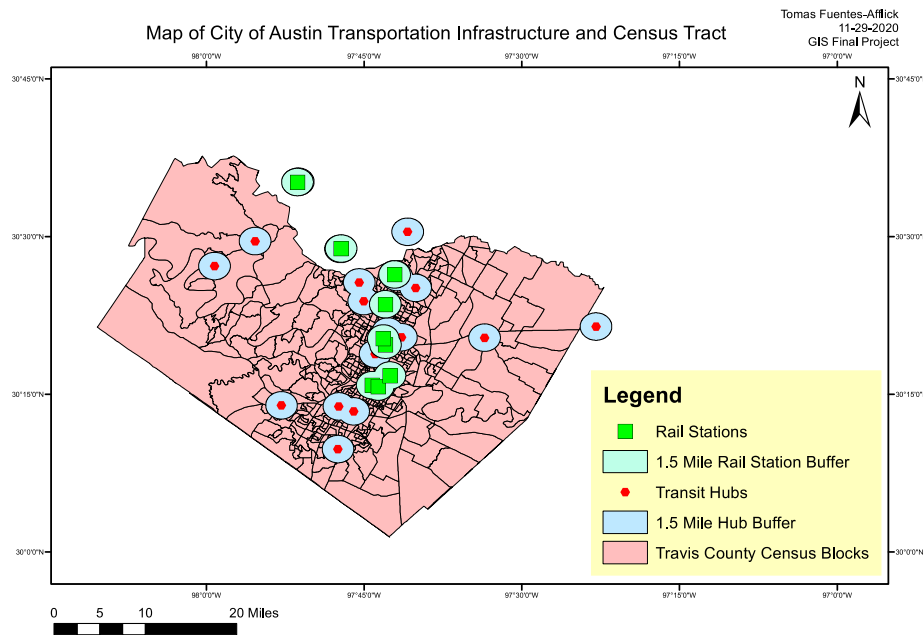 Tomas Fuentes-Afflick
11-29-2020
GIS Final Project
Map of City of Austin Transportation Infrastructure and Census Tract
98°0'0"W 97°45'0"W 97°30'0"W 97°15'0"W 97°0'0"W
30°45'0"N 30°45'0"N
N
30°30'0"N 30°30'0"N
30°15'0"N 30°15'0"N
Legend
Rail Stations
1.5 Mile Rail Station Buffer
Transit Hubs
1.5 Mile Hub Buffer
Travis County Census Blocks
30°0'0"N 30°0'0"N
98°0'0"W 97°45'0"W 97°30'0"W 97°15'0"W 97°0'0"W
0 5 10 20 Miles